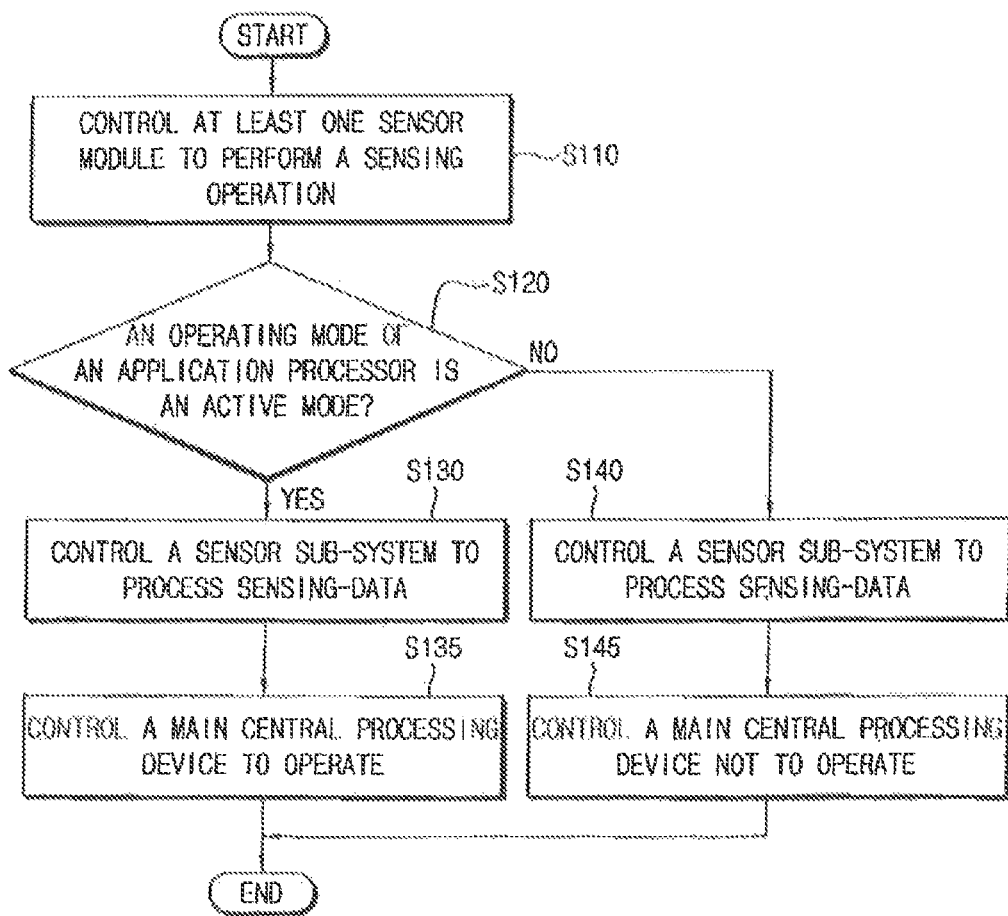 START
CONTROL AT LEAST ONE SENSOR
MODULE TO PERFORM A SENSING
OPERATION
S110
S120
AN OPERATING MODE OF
AN APPLICATION PROCESSOR IS
AN ACTIVE MODE?
NO
YES
S130
CONTROL A SENSOR SUB-SYSTEM TO
PROCESS SENSING-DATA
S140
CONTROL A SENSOR SUB-SYSTEM TO
PROCESS SENSING-DATA
S135
CONTROL A MAIN CENTRAL PROCESSING
DEVICE TO OPERATE
S145
CONTROL A MAIN CENTRAL PROCESSING
DEVICE NOT TO OPERATE
END